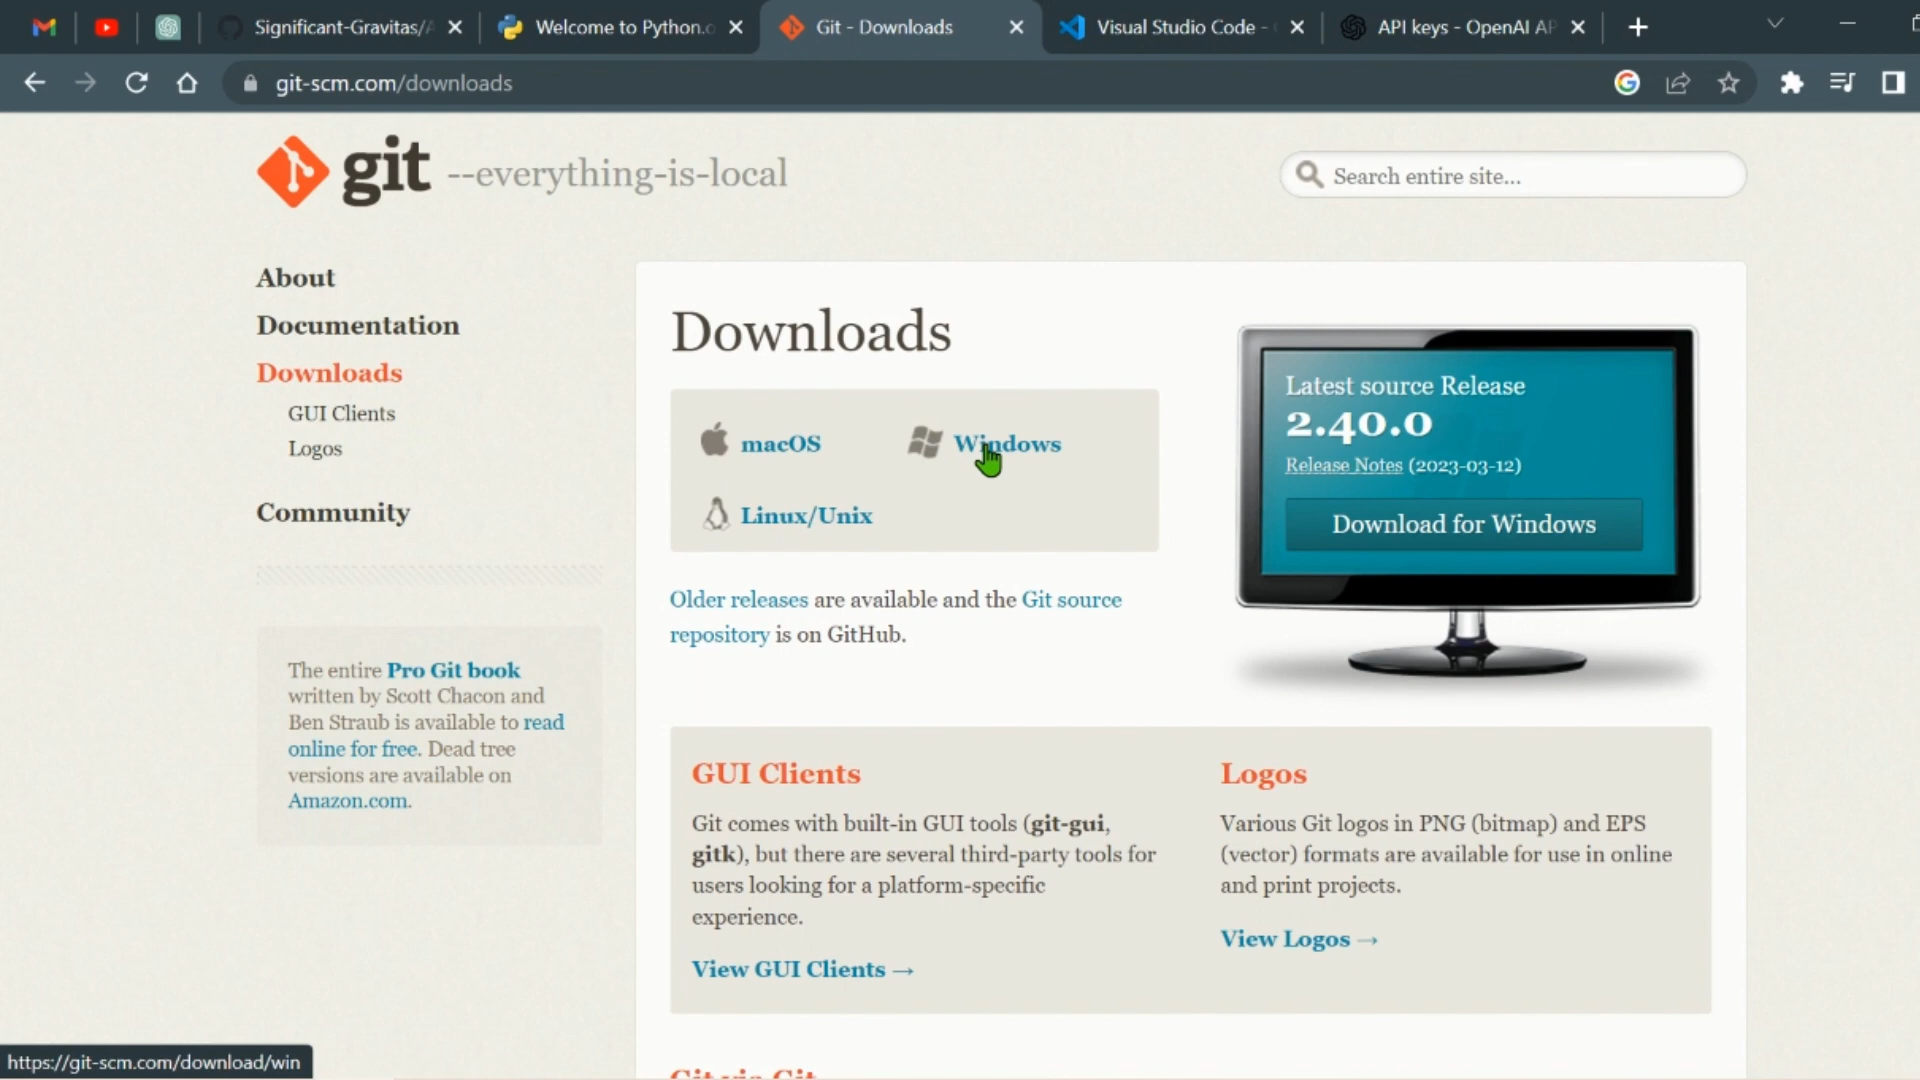 Significant-Gravitas/A
Welcome to Python.o
Git - Downloads
Visual Studio Code -
API keys - OpenAI AP
git-scm.com/downloads
git --everything-is-local
Search entire site...
About
Documentation
Downloads
GUI Clients
Logos
Community
The entire Pro Git book
written by Scott Chacon and
Ben Straub is available to read
online for free. Dead tree
versions are available on
Amazon.com.
Downloads
macOS
Windows
Linux/Unix
Older releases are available and the Git source
repository is on GitHub.
Latest source Release
2.40.0
Release Notes (2023-03-12)
Download for Windows
GUI Clients
Git comes with built-in GUI tools (git-gui,
gitk), but there are several third-party tools for
users looking for a platform-specific
experience.
View GUI Clients →
Logos
Various Git logos in PNG (bitmap) and EPS
(vector) formats are available for use in online
and print projects.
View Logos →
Git via Git
https://git-scm.com/download/win